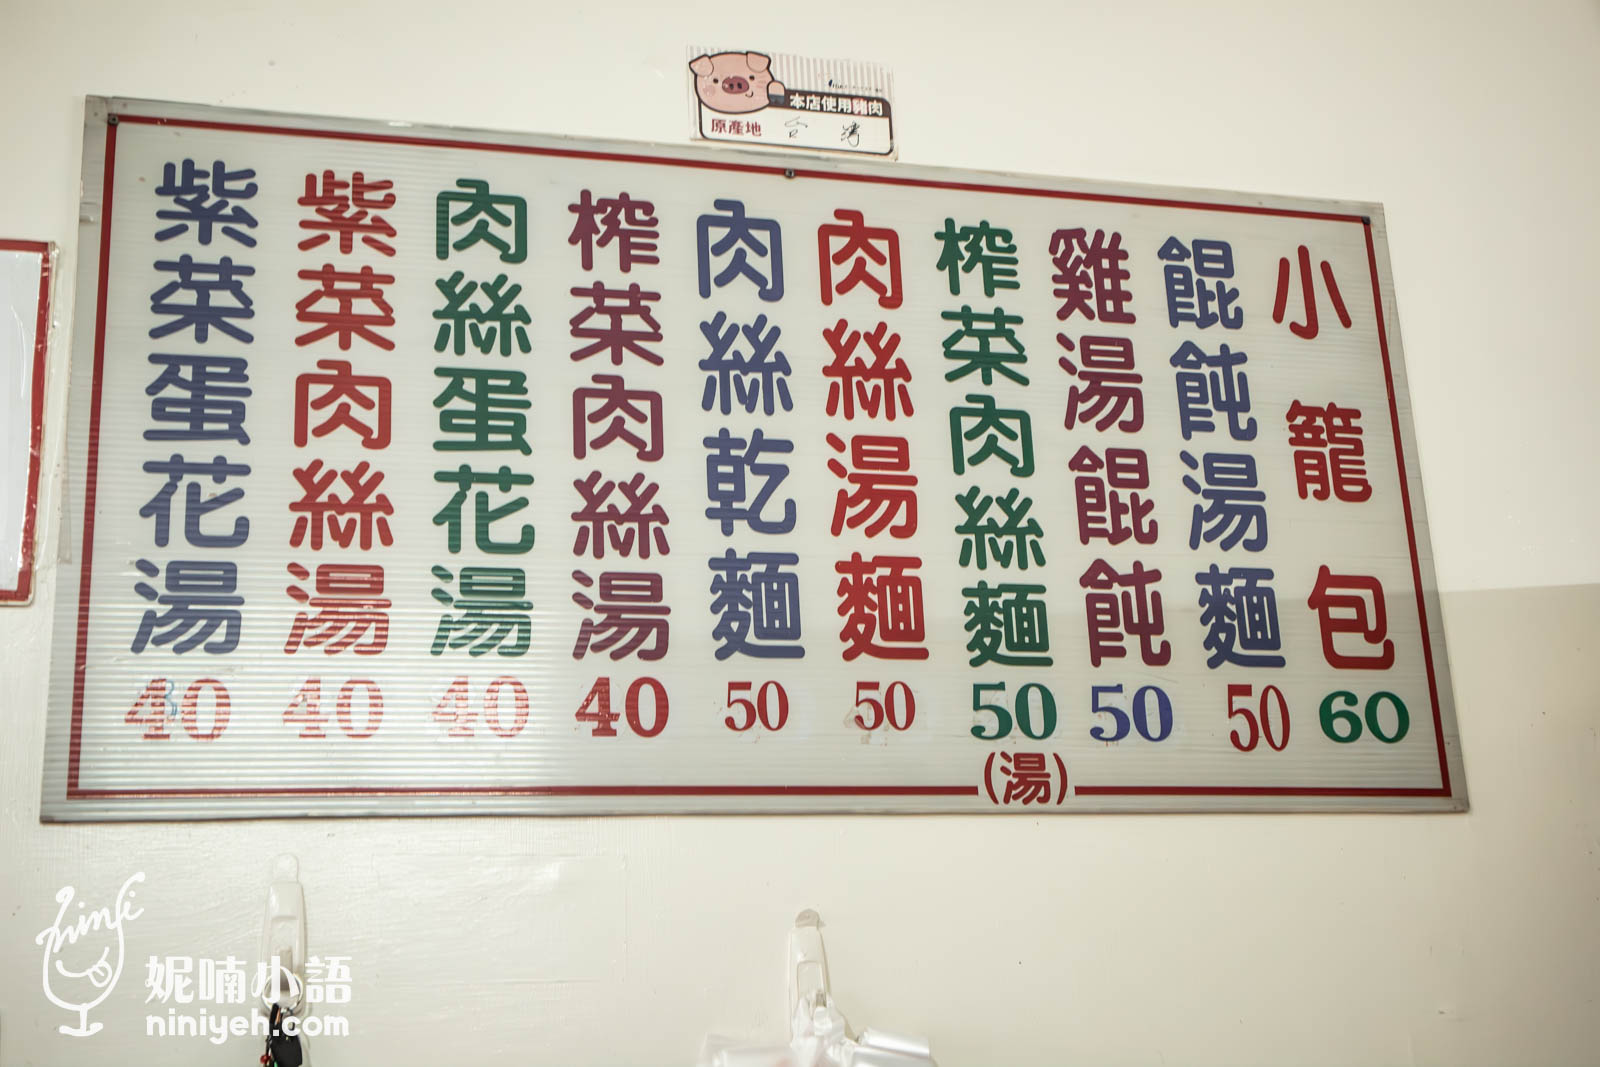 本店使用豬肉
原產地 台灣
小籠包 60
餛飩湯麵 50
雞湯餛飩 50
榨菜肉絲麵 50
(湯)
肉絲湯麵 50
肉絲乾麵 50
榨菜肉絲湯 40
肉絲蛋花湯 40
紫菜肉絲湯 40
紫菜蛋花湯 40
ninfi
妮喃小語
niniyeh.com